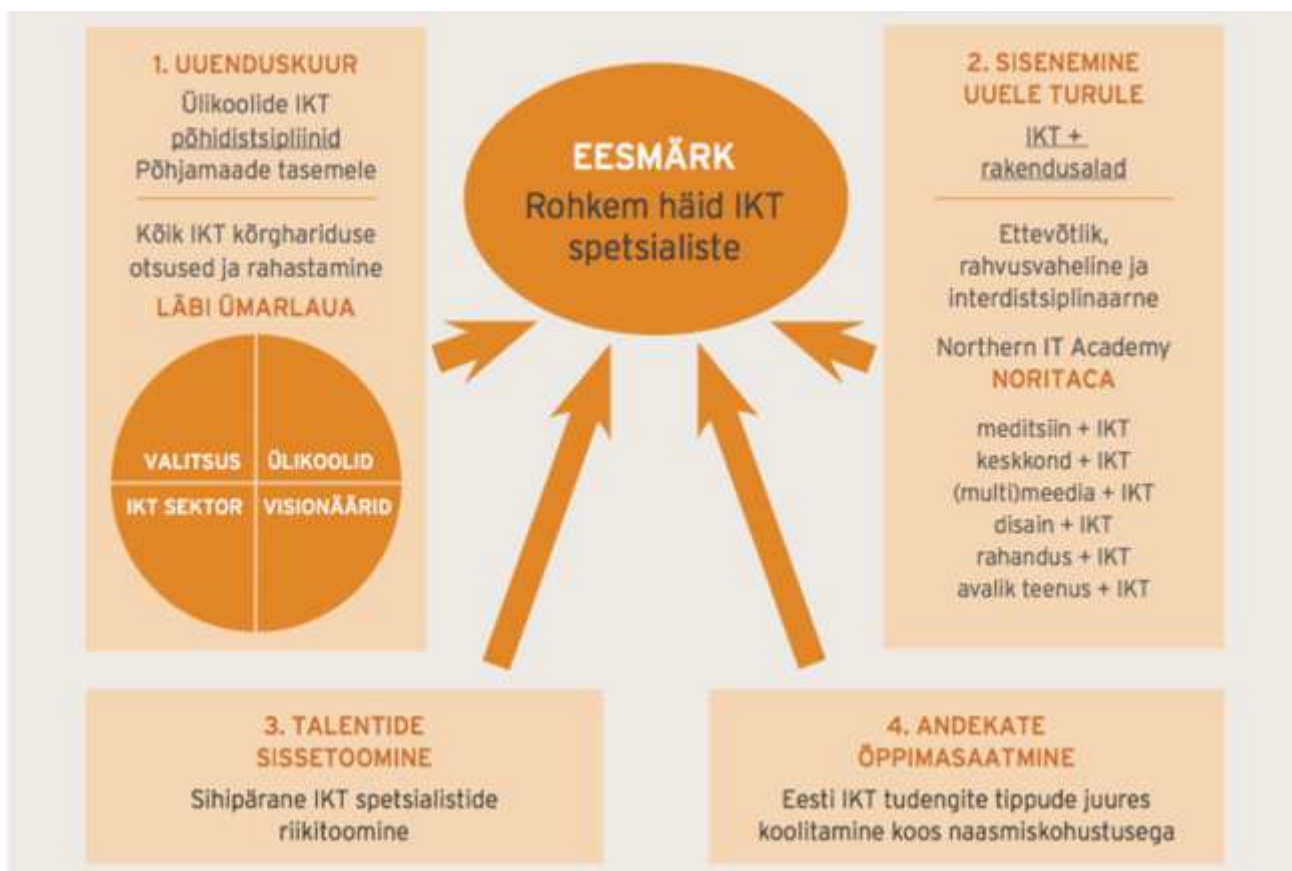 1. UUENDUSKUUR
Ülikoolide IKT
põhidistsipliinid
Põhjamaade tasemele
Kõik IKT kõrghariduse
otsused ja rahastamine
LÄBI ÜMARLAUA
VALITSUS
ÜLIKOOLID
IKT SEKTOR
VISIONÄÄRID
EESMÄRK
Rohkem häid IKT
spetsialiste
2. SISENEMINE
UUELE TURULE
IKT +
rakendusalad
Ettevõtlik,
rahvusvaheline ja
interdistsiplinaarne
Northern IT Academy
NORITACA
meditsiin + IKT
keskkond + IKT
(multi)meedia + IKT
disain + IKT
rahandus + IKT
avalik teenus + IKT
3. TALENTIDE
SISSETOOMINE
Sihipärane IKT spetsialistide
riikitoomine
4. ANDEKATE
ÕPPIMASAATMINE
Eesti IKT tudengite tippude juures
koolitamine koos naasmiskohustusega